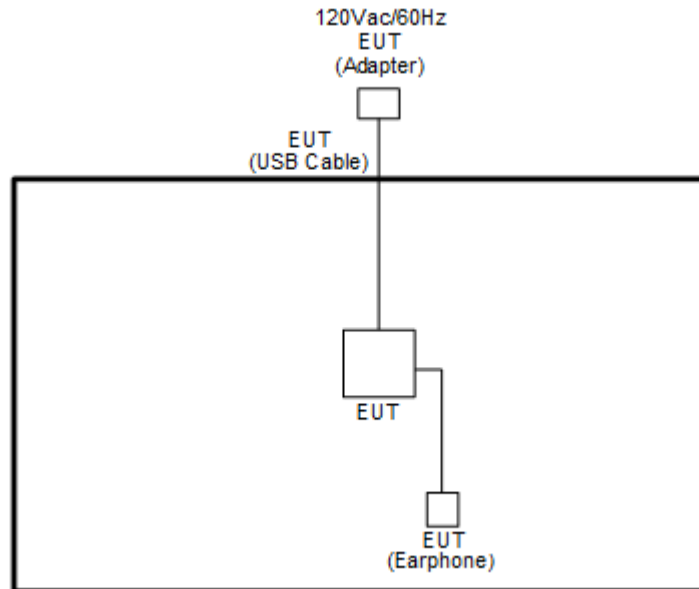 120Vac/60Hz
EUT
(Adapter)
EUT
(USB Cable)
EUT
EUT
(Earphone)